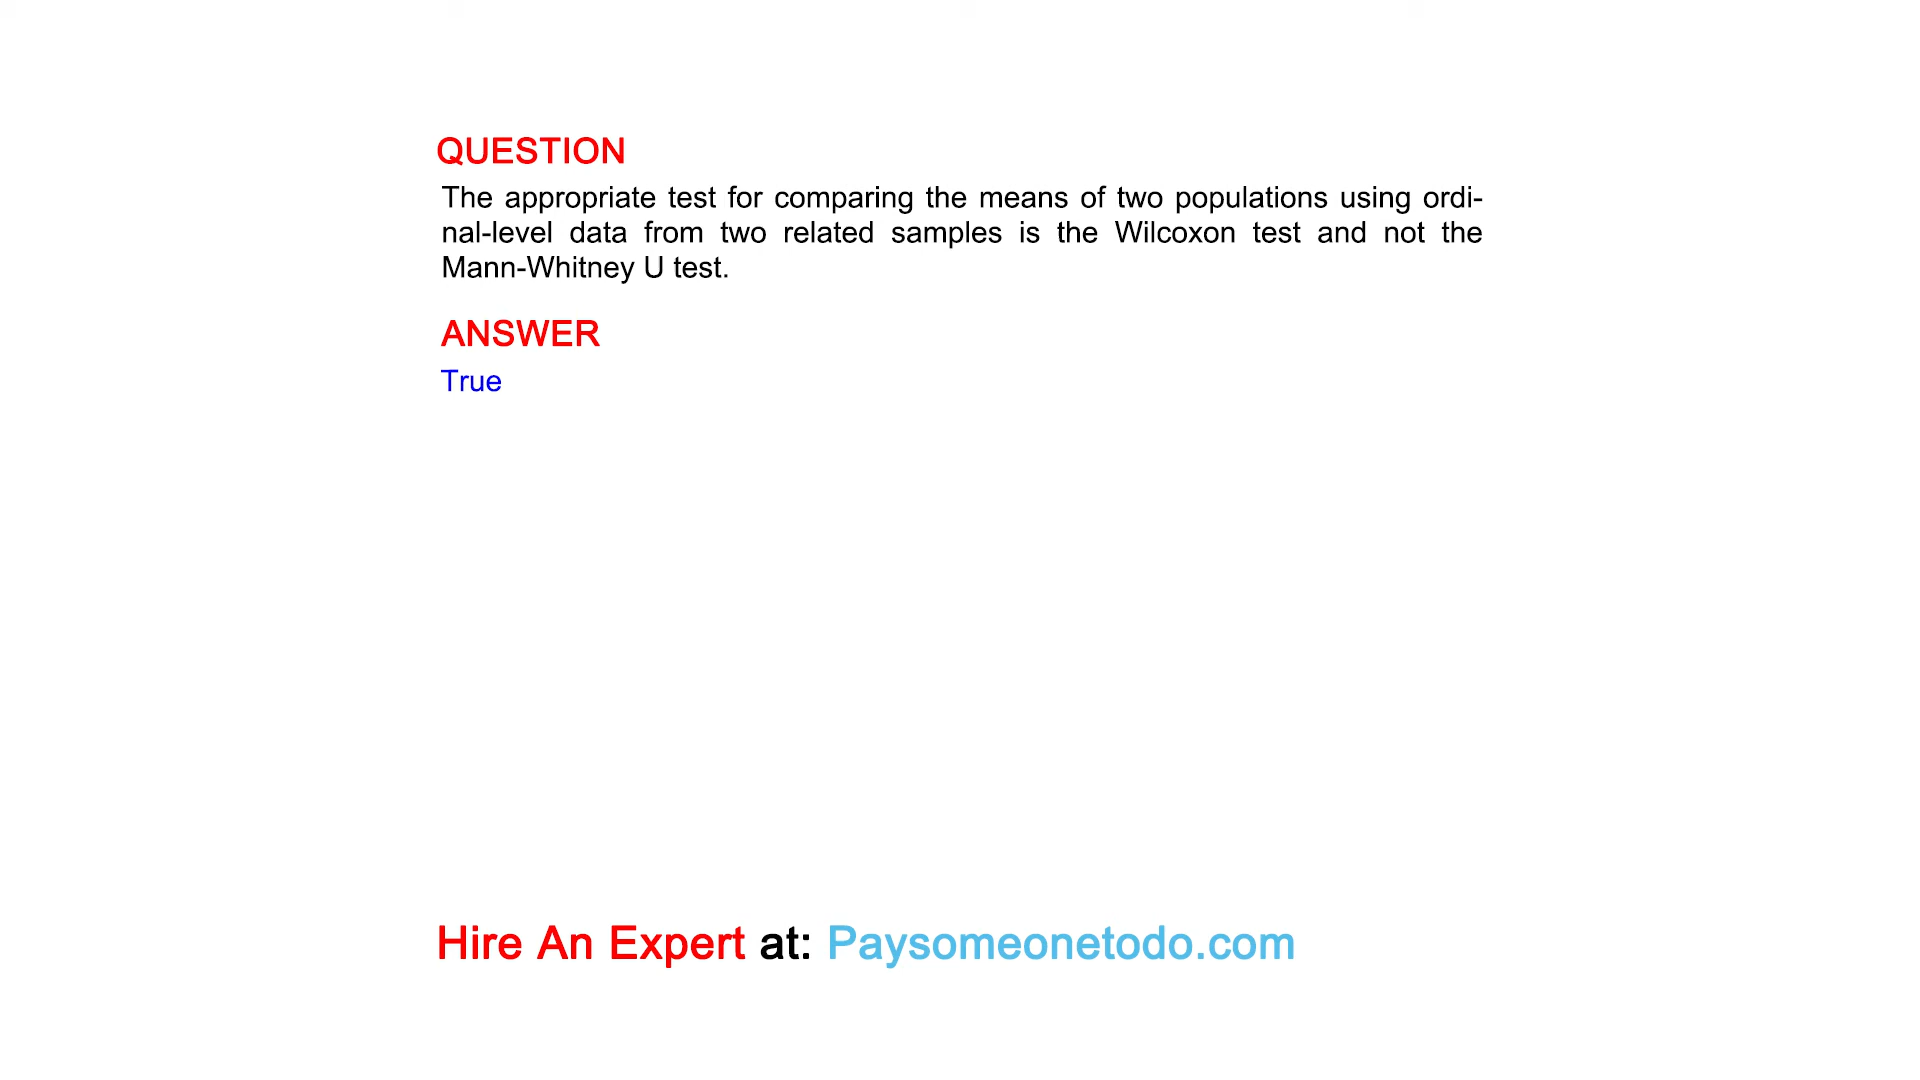 QUESTION
The appropriate test for comparing the means of two populations using ordi-
nal-level data from two related samples is the Wilcoxon test and not the
Mann-Whitney U test.
ANSWER
True
Hire An Expert at: Paysomeonetodo.com